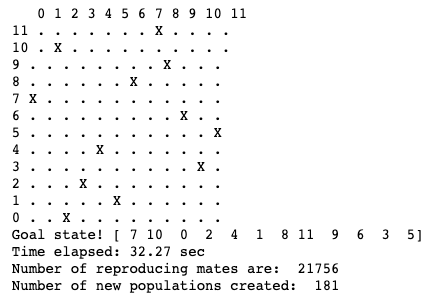 0 1 2 3 4 5 6 7 8 9 10 11
11 . . . . . . . X . . . .
10 . X . . . . . . . . . .
9 . . . . . . . . X . . .
8 . . . . . . X . . . . .
7 X . . . . . . . . . . .
6 . . . . . . . . . X . .
5 . . . . . . . . . . . X
4 . . . . X . . . . . . .
3 . . . . . . . . . . X .
2 . . . X . . . . . . . .
1 . . . . . X . . . . . .
0 . . X . . . . . . . . .
Goal state! [ 7 10  0  2  4  1  8 11  9  6  3  5]
Time elapsed: 32.27 sec
Number of reproducing mates are:  21756
Number of new populations created:  181